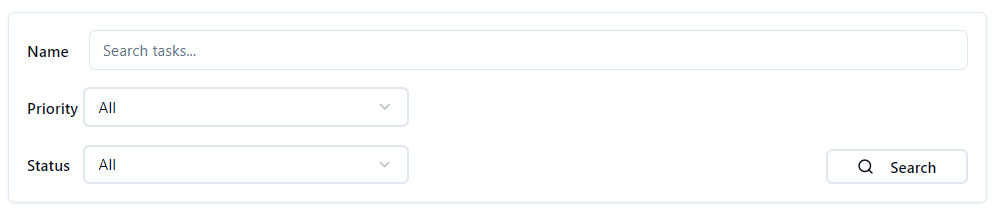 Name Search tasks...
Priority All
Status All Search